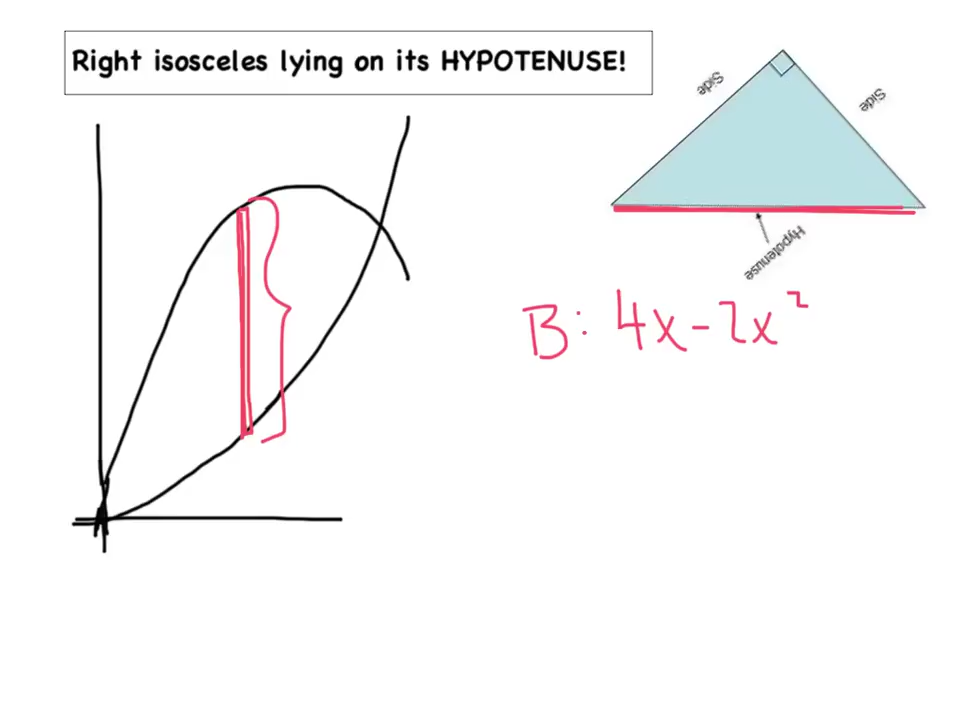 Right isosceles lying on its HYPOTENUSE!
Side
Side
Hypotenuse
B: 4x-2x²